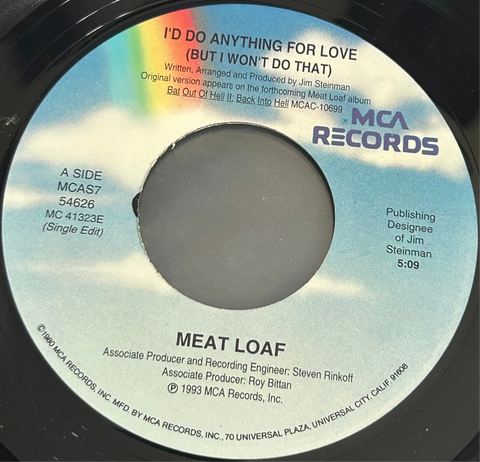 I'D DO ANYTHING FOR LOVE
(BUT I WON'T DO THAT)
Written, Arranged and Produced by Jim Steinman
Original version appears on the forthcoming Meat Loaf album
Bat Out Of Hell II: Back Into Hell MCAC-10699
MCA
RECORDS
A SIDE
MCAS7
54626
MC 41323E
(Single Edit)
Publishing
Designee
of Jim
Steinman
5:09
MEAT LOAF
Associate Producer and Recording Engineer: Steven Rinkoff
Associate Producer: Roy Bittan
℗ 1993 MCA Records, Inc.
©1980 MCA RECORDS, INC. MFD. BY MCA RECORDS, INC., 70 UNIVERSAL PLAZA, UNIVERSAL CITY, CALIF. 91608